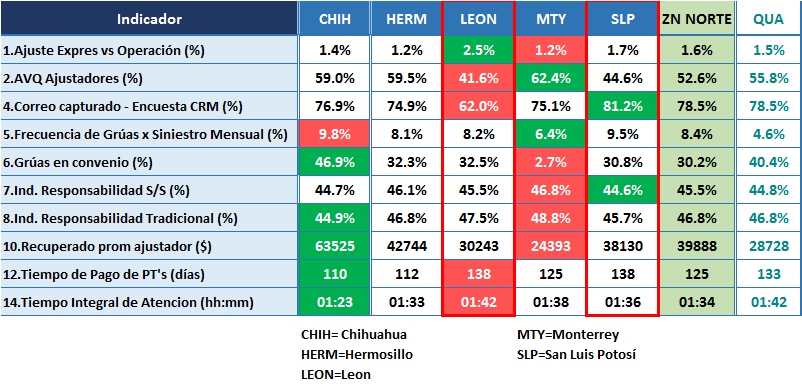 Indicador CHIH HERM LEON MTY SLP ZN NORTE QUA
1.Ajuste Expres vs Operación (%) 1.4% 1.2% 2.5% 1.2% 1.7% 1.6% 1.5%
2.AVQ Ajustadores (%) 59.0% 59.5% 41.6% 62.4% 44.6% 52.6% 55.8%
4.Correo capturado - Encuesta CRM (%) 76.9% 74.9% 62.0% 75.1% 81.2% 78.5% 78.5%
5.Frecuencia de Grúas x Siniestro Mensual (%) 9.8% 8.1% 8.2% 6.4% 9.5% 8.4% 4.6%
6.Grúas en convenio (%) 46.9% 32.3% 32.5% 2.7% 30.8% 30.2% 40.4%
7.Ind. Responsabilidad S/S (%) 44.7% 46.1% 45.5% 46.8% 44.6% 45.5% 44.8%
8.Ind. Responsabilidad Tradicional (%) 44.9% 46.8% 47.5% 48.8% 45.7% 46.8% 46.8%
10.Recuperado prom ajustador ($) 63525 42744 30243 24393 38130 39888 28728
12.Tiempo de Pago de PT's (días) 110 112 138 125 138 125 133
14.Tiempo Integral de Atencion (hh:mm) 01:23 01:33 01:42 01:38 01:36 01:34 01:42
CHIH= Chihuahua MTY=Monterrey
HERM=Hermosillo SLP=San Luis Potosí
LEON=Leon